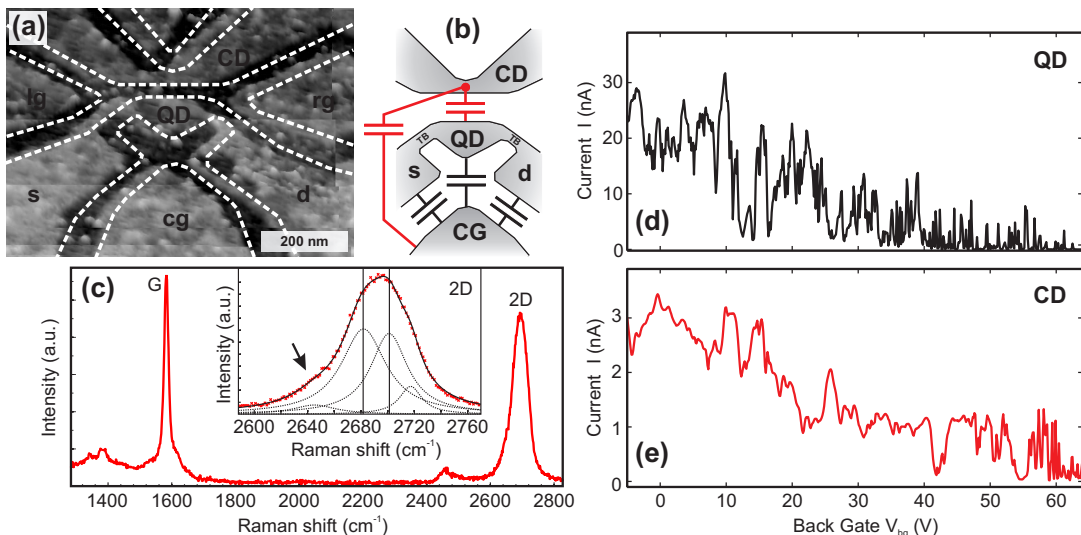 (a)
CD
lg
rg
QD
s
d
cg
200 nm
(b)
CD
TB
QD
TB
s
d
CG
(c)
G
2D
2D
Intensity (a.u.)
2600 2640 2680 2720 2760
Raman shift (cm⁻¹)
Intensity (a.u.)
1400 1600 1800 2000 2200 2400 2600 2800
Raman shift (cm⁻¹)
QD
(d)
Current I (nA)
30
20
10
0
CD
(e)
Current I (nA)
3
2
1
0
0 10 20 30 40 50 60
Back Gate V_bg (V)